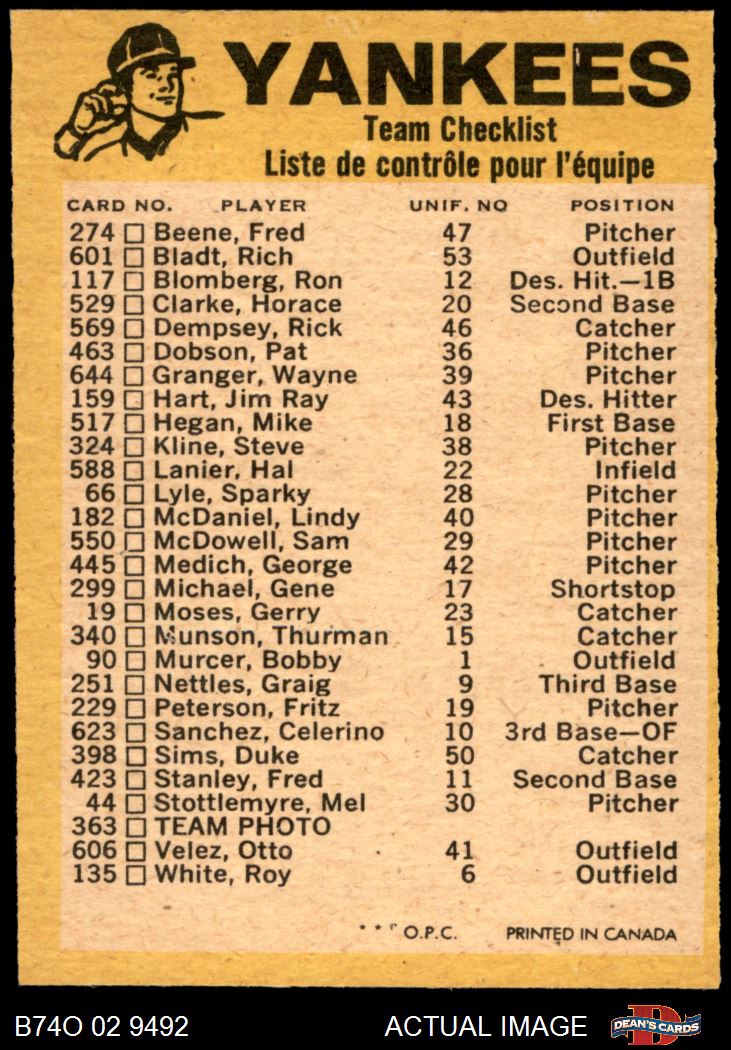 YANKEES
Team Checklist
Liste de contrôle pour l'équipe
CARD NO. PLAYER UNIF. NO POSITION
274 □ Beene, Fred 47 Pitcher
601 □ Bladt, Rich 53 Outfield
117 □ Blomberg, Ron 12 Des. Hit.—1B
529 □ Clarke, Horace 20 Second Base
569 □ Dempsey, Rick 46 Catcher
463 □ Dobson, Pat 36 Pitcher
644 □ Granger, Wayne 39 Pitcher
159 □ Hart, Jim Ray 43 Des. Hitter
517 □ Hegan, Mike 18 First Base
324 □ Kline, Steve 38 Pitcher
588 □ Lanier, Hal 22 Infield
66 □ Lyle, Sparky 28 Pitcher
182 □ McDaniel, Lindy 40 Pitcher
550 □ McDowell, Sam 29 Pitcher
445 □ Medich, George 42 Pitcher
299 □ Michael, Gene 17 Shortstop
19 □ Moses, Gerry 23 Catcher
340 □ Munson, Thurman 15 Catcher
90 □ Murcer, Bobby 1 Outfield
251 □ Nettles, Graig 9 Third Base
229 □ Peterson, Fritz 19 Pitcher
623 □ Sanchez, Celerino 10 3rd Base—OF
398 □ Sims, Duke 50 Catcher
423 □ Stanley, Fred 11 Second Base
44 □ Stottlemyre, Mel 30 Pitcher
363 □ TEAM PHOTO
606 □ Velez, Otto 41 Outfield
135 □ White, Roy 6 Outfield
* * * O.P.C. PRINTED IN CANADA
B74O 02 9492 ACTUAL IMAGE D DEAN'S CARDS